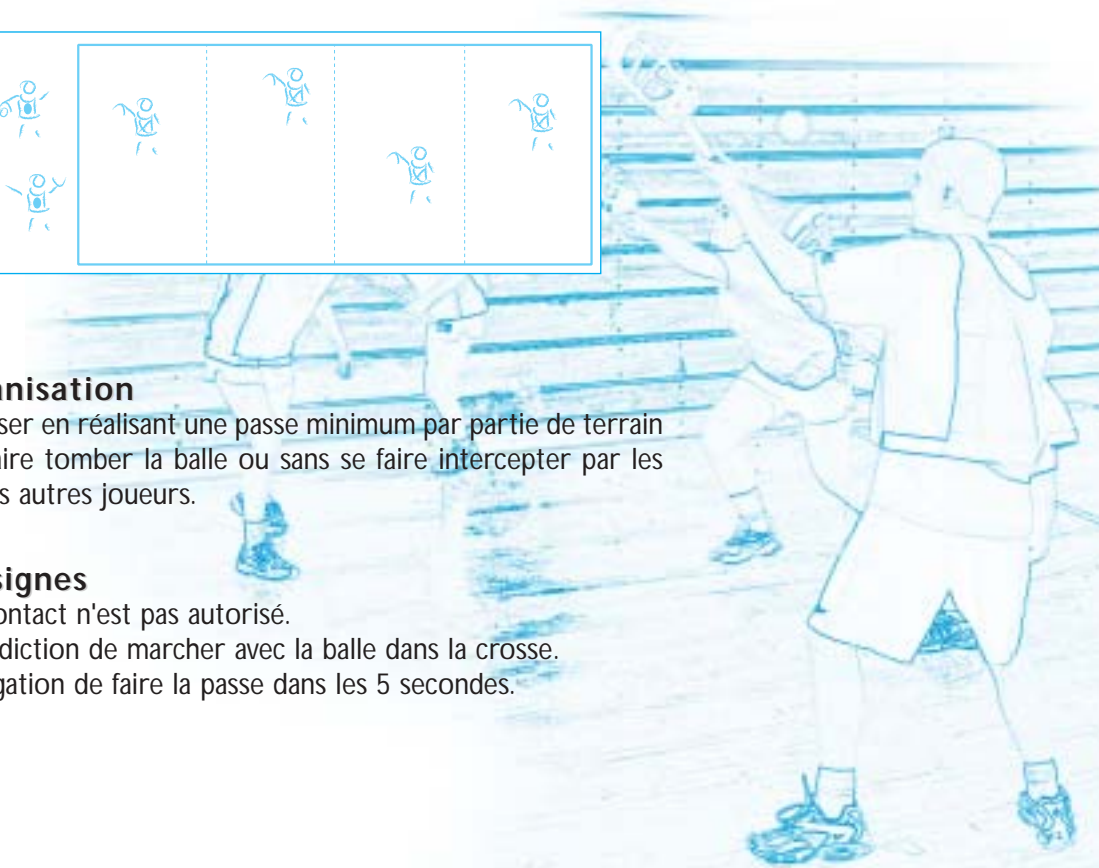 anisation
ser en réalisant une passe minimum par partie de terrain
aire tomber la balle ou sans se faire intercepter par les
s autres joueurs.
signes
ontact n'est pas autorisé.
diction de marcher avec la balle dans la crosse.
gation de faire la passe dans les 5 secondes.